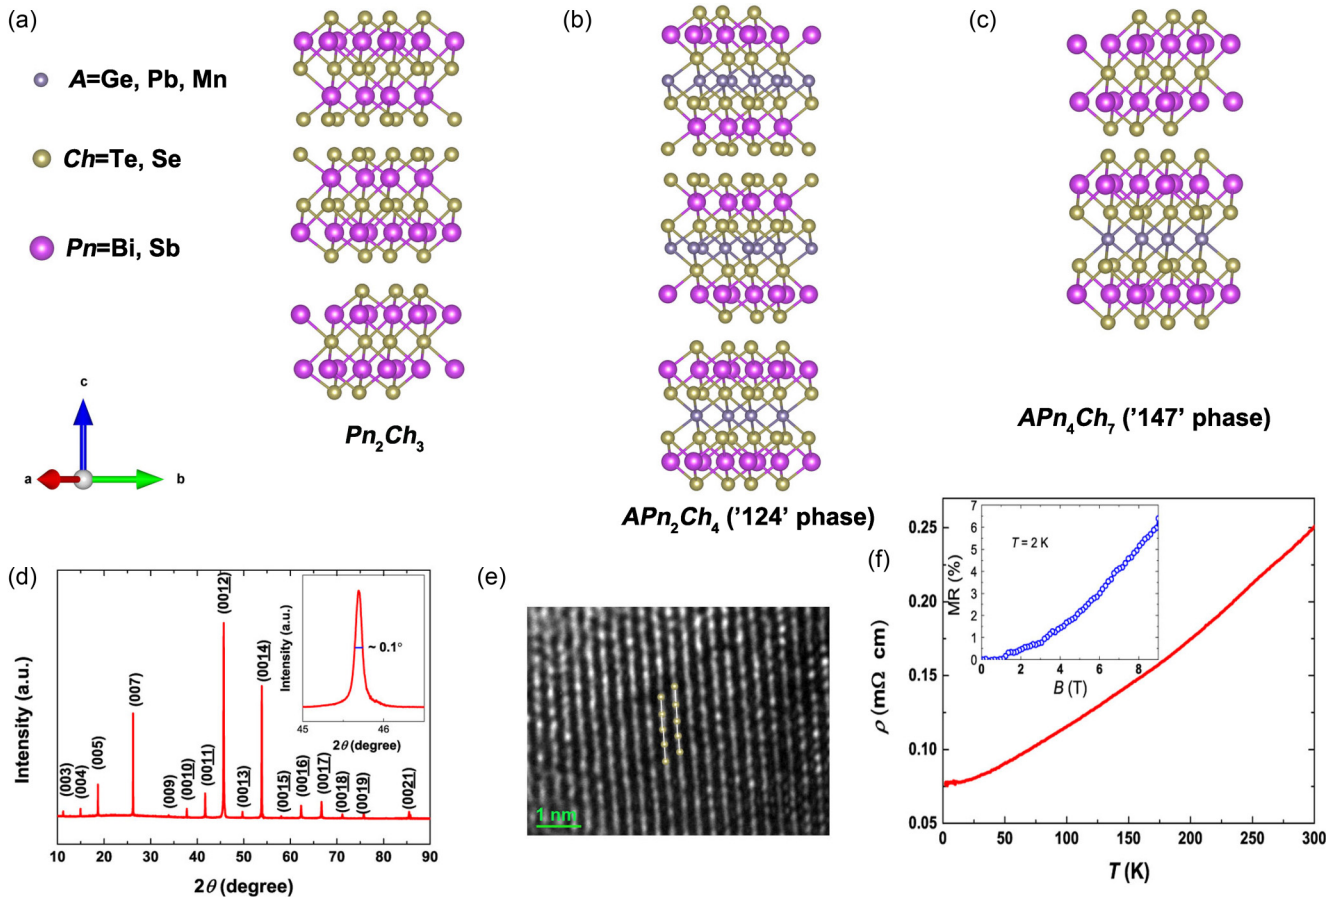 (a)
A=Ge, Pb, Mn
Ch=Te, Se
Pn=Bi, Sb
c
a
b
Pn2Ch3
(b)
APn2Ch4 ('124' phase)
(c)
APn4Ch7 ('147' phase)
(d)
Intensity (a.u.)
(003)
(004)
(005)
(007)
(009)
(0010)
(0011)
(0012)
(0013)
(0014)
(0015)
(0016)
(0017)
(0018)
(0019)
(0021)
10 20 30 40 50 60 70 80 90
2θ (degree)
Intensity (a.u.)
~ 0.1°
45 46
2θ (degree)
(e)
1 nm
(f)
ρ (mΩ cm)
0.25
0.20
0.15
0.10
0.05
0 50 100 150 200 250 300
T (K)
MR (%)
7
6
5
4
3
2
1
0
T = 2 K
0 2 4 6 8
B (T)